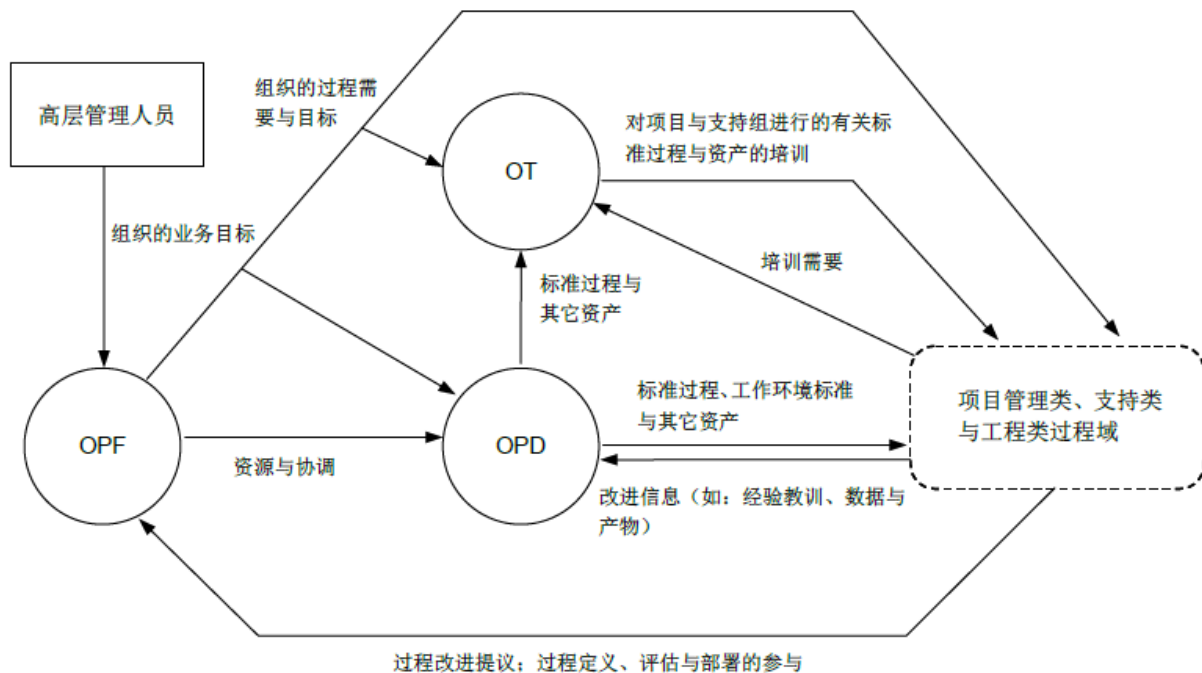 组织的过程需
要与目标
高层管理人员
对项目与支持组进行的有关标
准过程与资产的培训
OT
组织的业务目标
培训需要
标准过程与
其它资产
标准过程、工作环境标准
与其它资产
项目管理类、支持类
与工程类过程域
OPF
OPD
资源与协调
改进信息（如：经验教训、数据与
产物）
过程改进提议；过程定义、评估与部署的参与